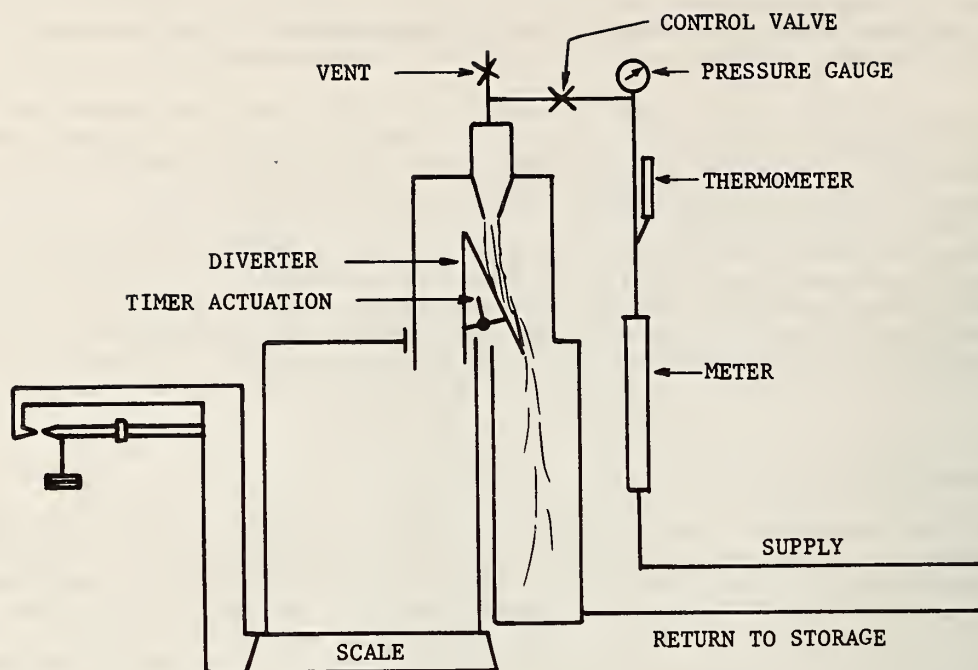 CONTROL VALVE
VENT
PRESSURE GAUGE
THERMOMETER
DIVERTER
TIMER ACTUATION
METER
SUPPLY
RETURN TO STORAGE
SCALE